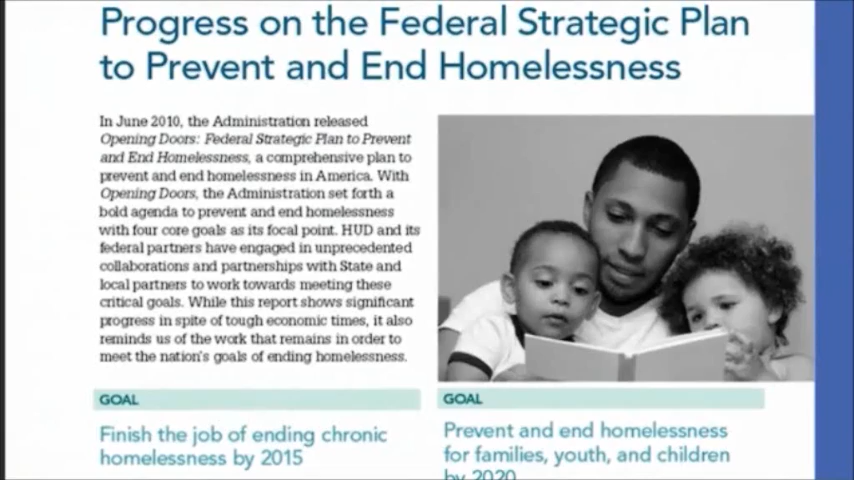 Progress on the Federal Strategic Plan
to Prevent and End Homelessness
In June 2010, the Administration released
Opening Doors: Federal Strategic Plan to Prevent
and End Homelessness, a comprehensive plan to
prevent and end homelessness in America. With
Opening Doors, the Administration set forth a
bold agenda to prevent and end homelessness
with four core goals as its focal point. HUD and its
federal partners have engaged in unprecedented
collaborations and partnerships with State and
local partners to work towards meeting these
critical goals. While this report shows significant
progress in spite of tough economic times, it also
reminds us of the work that remains in order to
meet the nation's goals of ending homelessness.
GOAL
Finish the job of ending chronic
homelessness by 2015
GOAL
Prevent and end homelessness
for families, youth, and children
by 2020